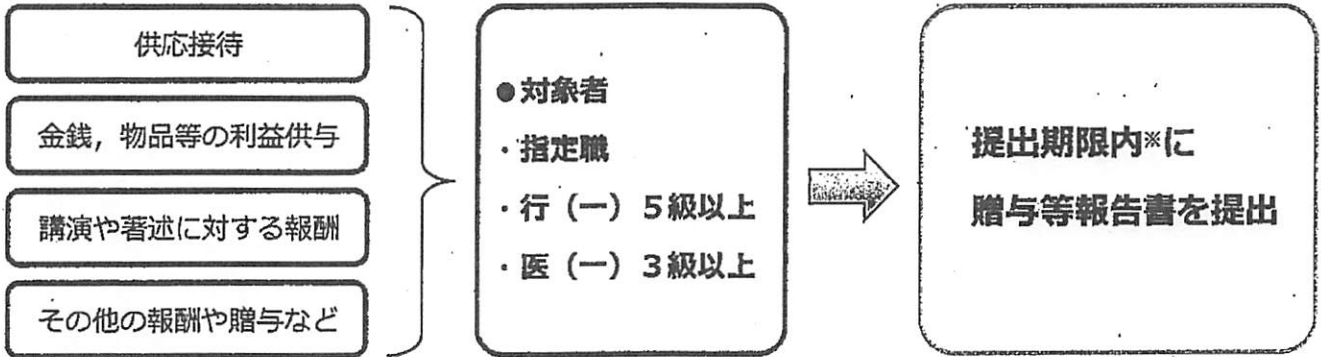 供応接待
金銭，物品等の利益供与
講演や著述に対する報酬
その他の報酬や贈与など
●対象者
・指定職
・行（一）５級以上
・医（一）３級以上
提出期限内※に
贈与等報告書を提出